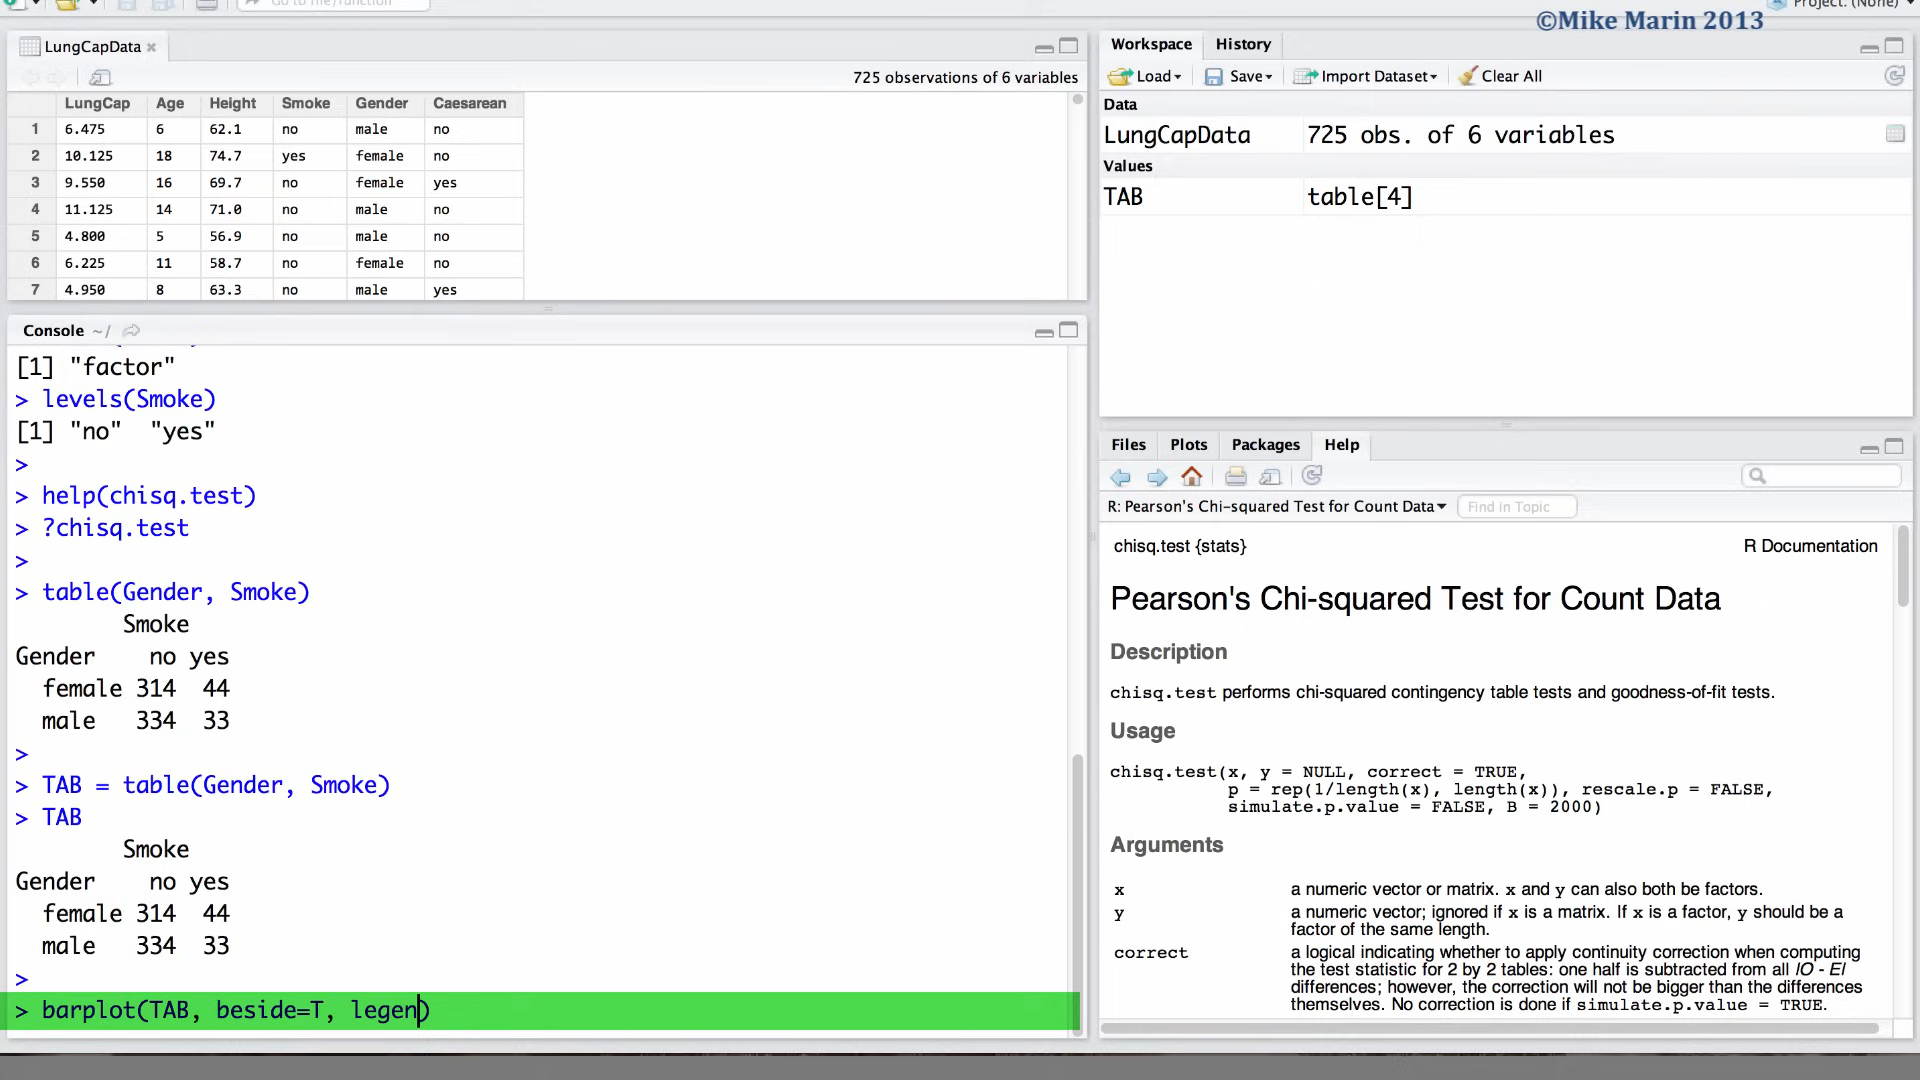 Go to file/function
Project: (None)
©Mike Marin 2013
LungCapData
725 observations of 6 variables
LungCap Age Height Smoke Gender Caesarean
1 6.475 6 62.1 no male no
2 10.125 18 74.7 yes female no
3 9.550 16 69.7 no female yes
4 11.125 14 71.0 no male no
5 4.800 5 56.9 no male no
6 6.225 11 58.7 no female no
7 4.950 8 63.3 no male yes
Console ~/
[1] "factor"
> levels(Smoke)
[1] "no"  "yes"
>
> help(chisq.test)
> ?chisq.test
>
> table(Gender, Smoke)
Smoke
Gender no yes
female 314 44
male 334 33
>
> TAB = table(Gender, Smoke)
> TAB
Smoke
Gender no yes
female 314 44
male 334 33
>
> barplot(TAB, beside=T, legen)
Workspace History
Load Save Import Dataset Clear All
Data
LungCapData 725 obs. of 6 variables
Values
TAB table[4]
Files Plots Packages Help
R: Pearson's Chi-squared Test for Count Data Find in Topic
chisq.test {stats} R Documentation
Pearson's Chi-squared Test for Count Data
Description
chisq.test performs chi-squared contingency table tests and goodness-of-fit tests.
Usage
chisq.test(x, y = NULL, correct = TRUE,
p = rep(1/length(x), length(x)), rescale.p = FALSE,
simulate.p.value = FALSE, B = 2000)
Arguments
x a numeric vector or matrix. x and y can also both be factors.
y a numeric vector; ignored if x is a matrix. If x is a factor, y should be a
factor of the same length.
correct a logical indicating whether to apply continuity correction when computing
the test statistic for 2 by 2 tables: one half is subtracted from all |O - E|
differences; however, the correction will not be bigger than the differences
themselves. No correction is done if simulate.p.value = TRUE.